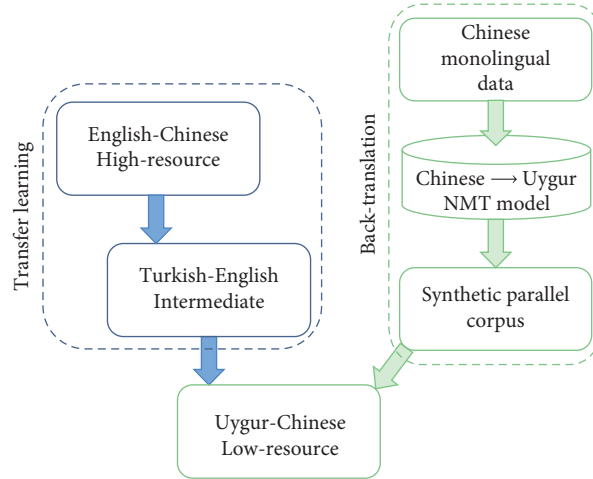 Transfer learning
English-Chinese
High-resource
Turkish-English
Intermediate
Back-translation
Chinese
monolingual
data
Chinese ⟶ Uygur
NMT model
Synthetic parallel
corpus
Uygur-Chinese
Low-resource